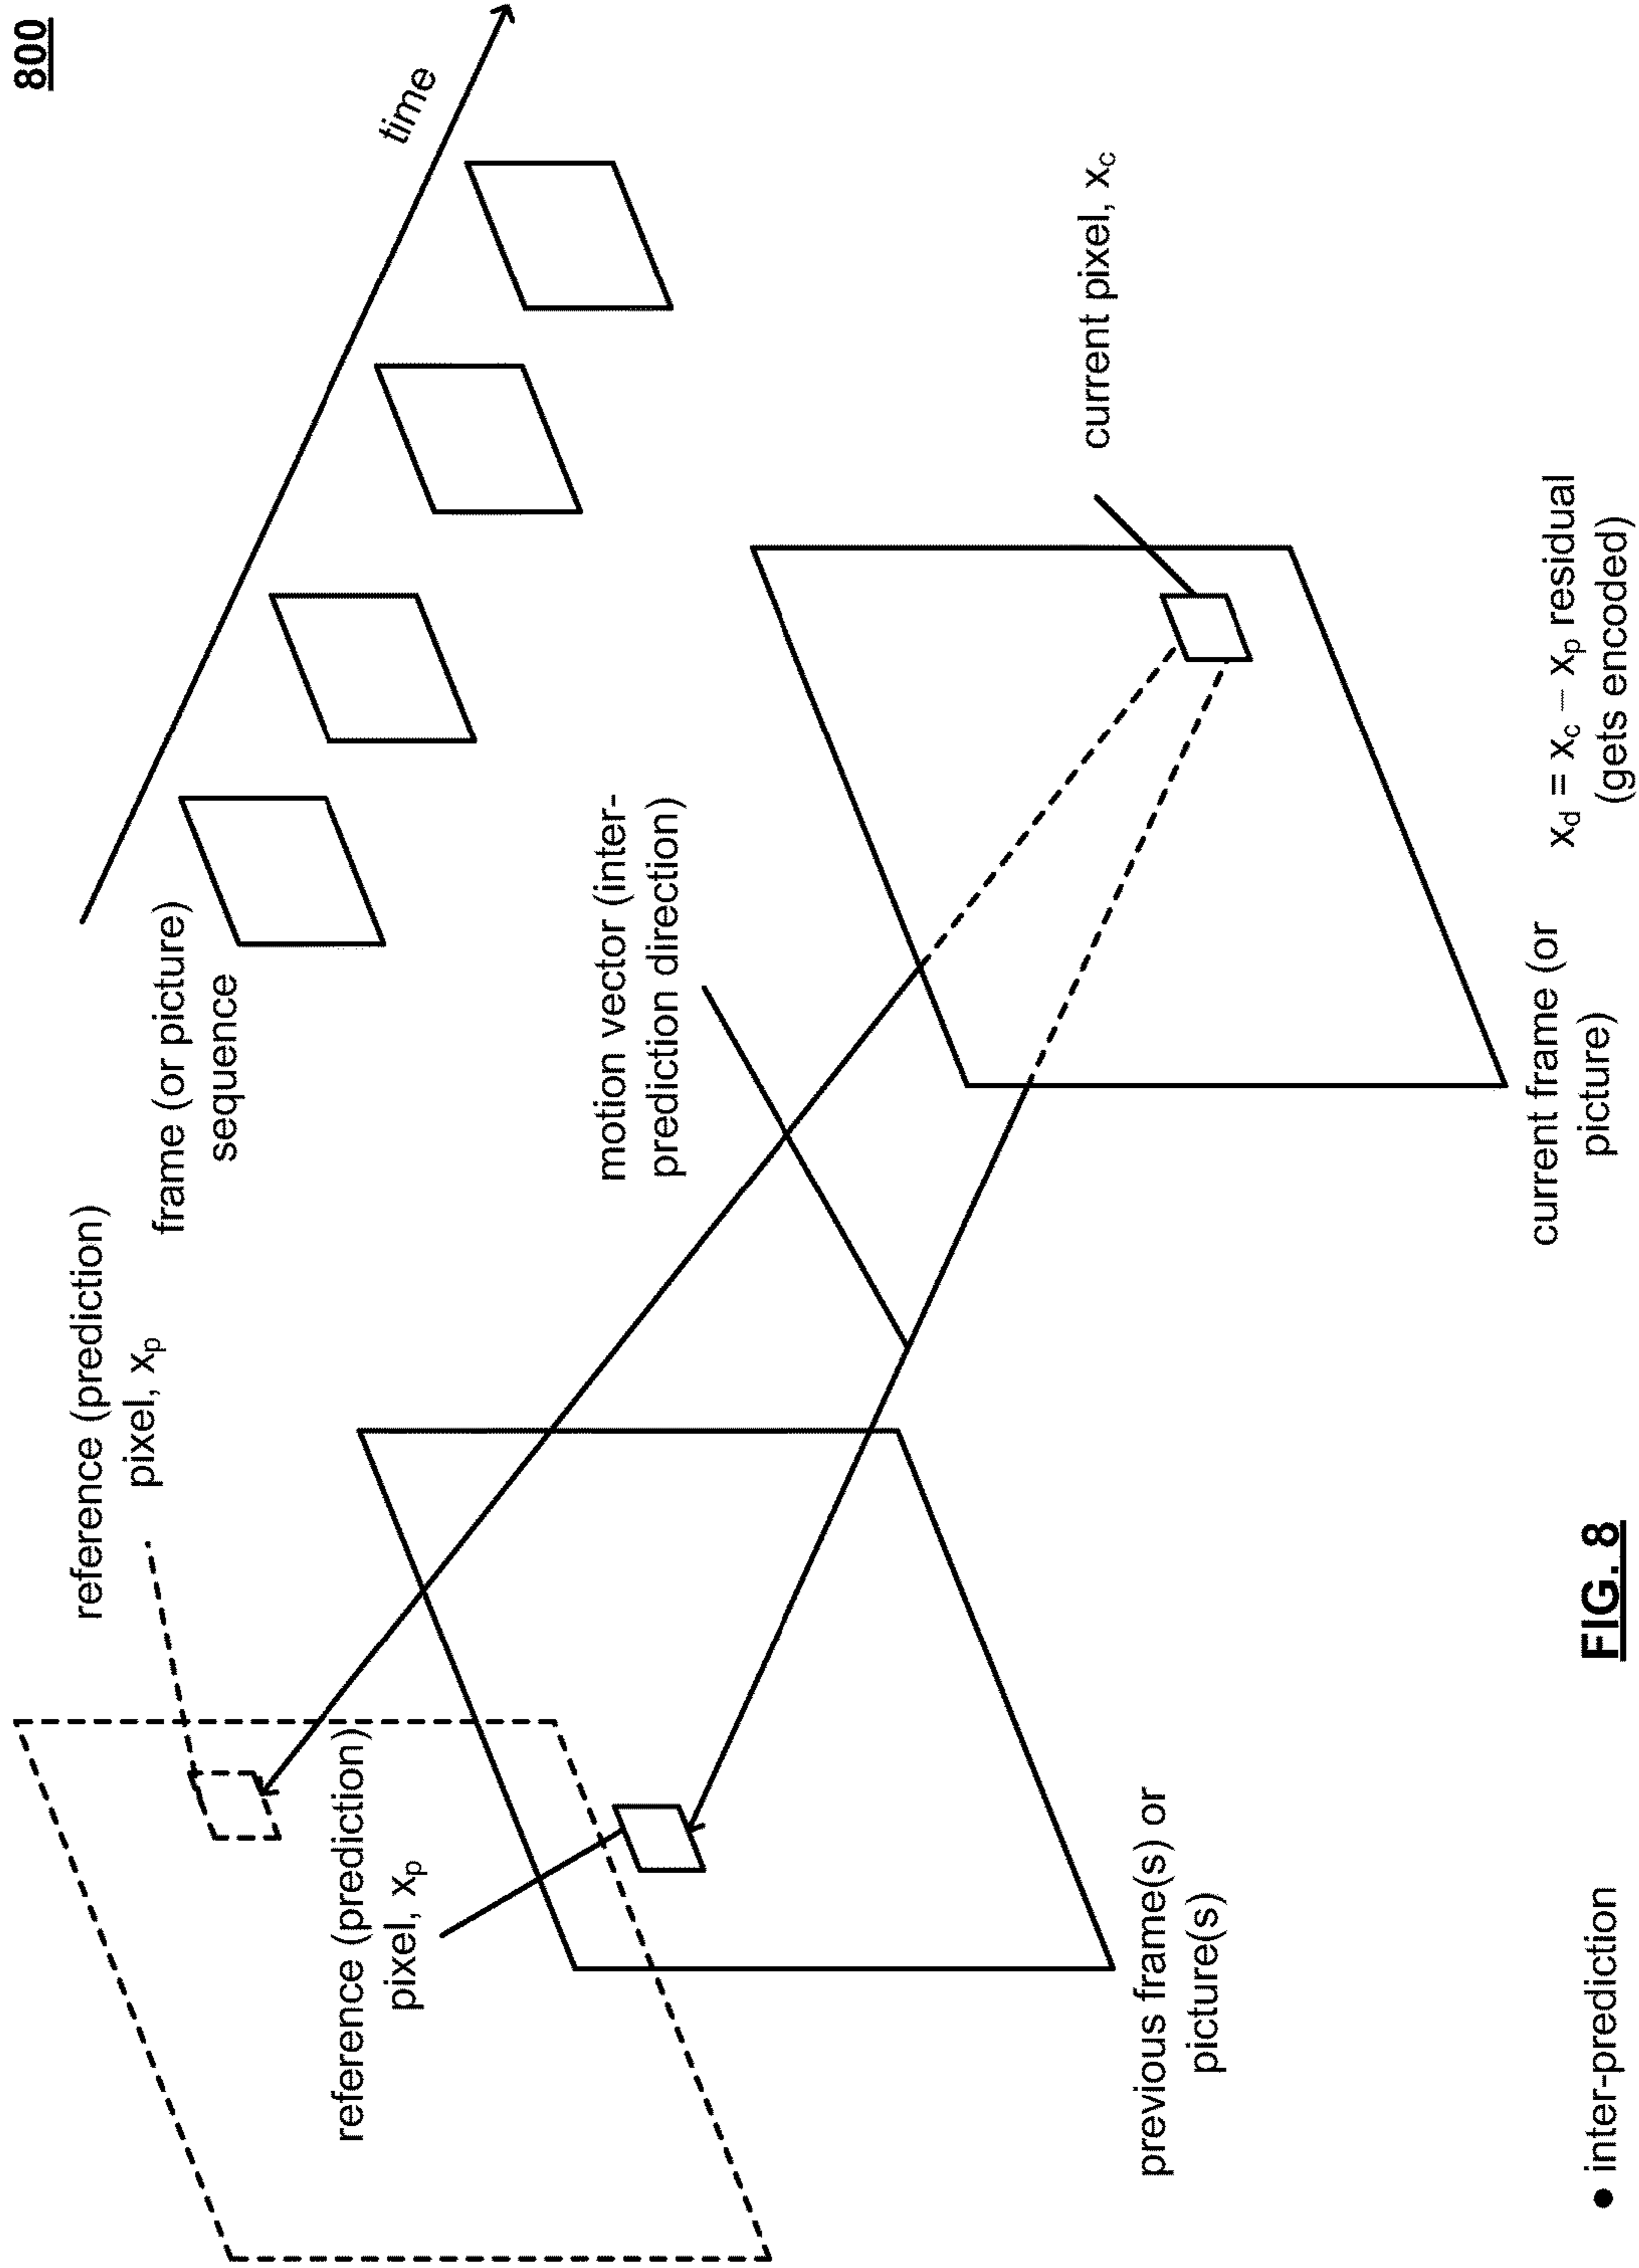 800
time
frame (or picture)
sequence
reference (prediction)
pixel, xp
reference (prediction)
pixel, xp
motion vector (inter-
prediction direction)
current pixel, xc
previous frame(s) or
picture(s)
current frame (or
picture)
xd = xc – xp residual
(gets encoded)
● inter-prediction
FIG. 8